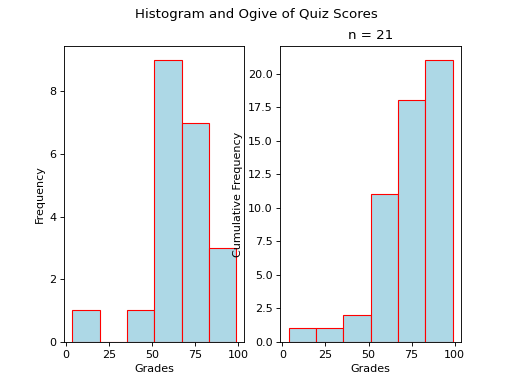 Histogram and Ogive of Quiz Scores
n = 21
Frequency
8
6
4
2
0
0 25 50 75 100
Grades
Cumulative Frequency
20.0
17.5
15.0
12.5
10.0
7.5
5.0
2.5
0.0
0 25 50 75 100
Grades